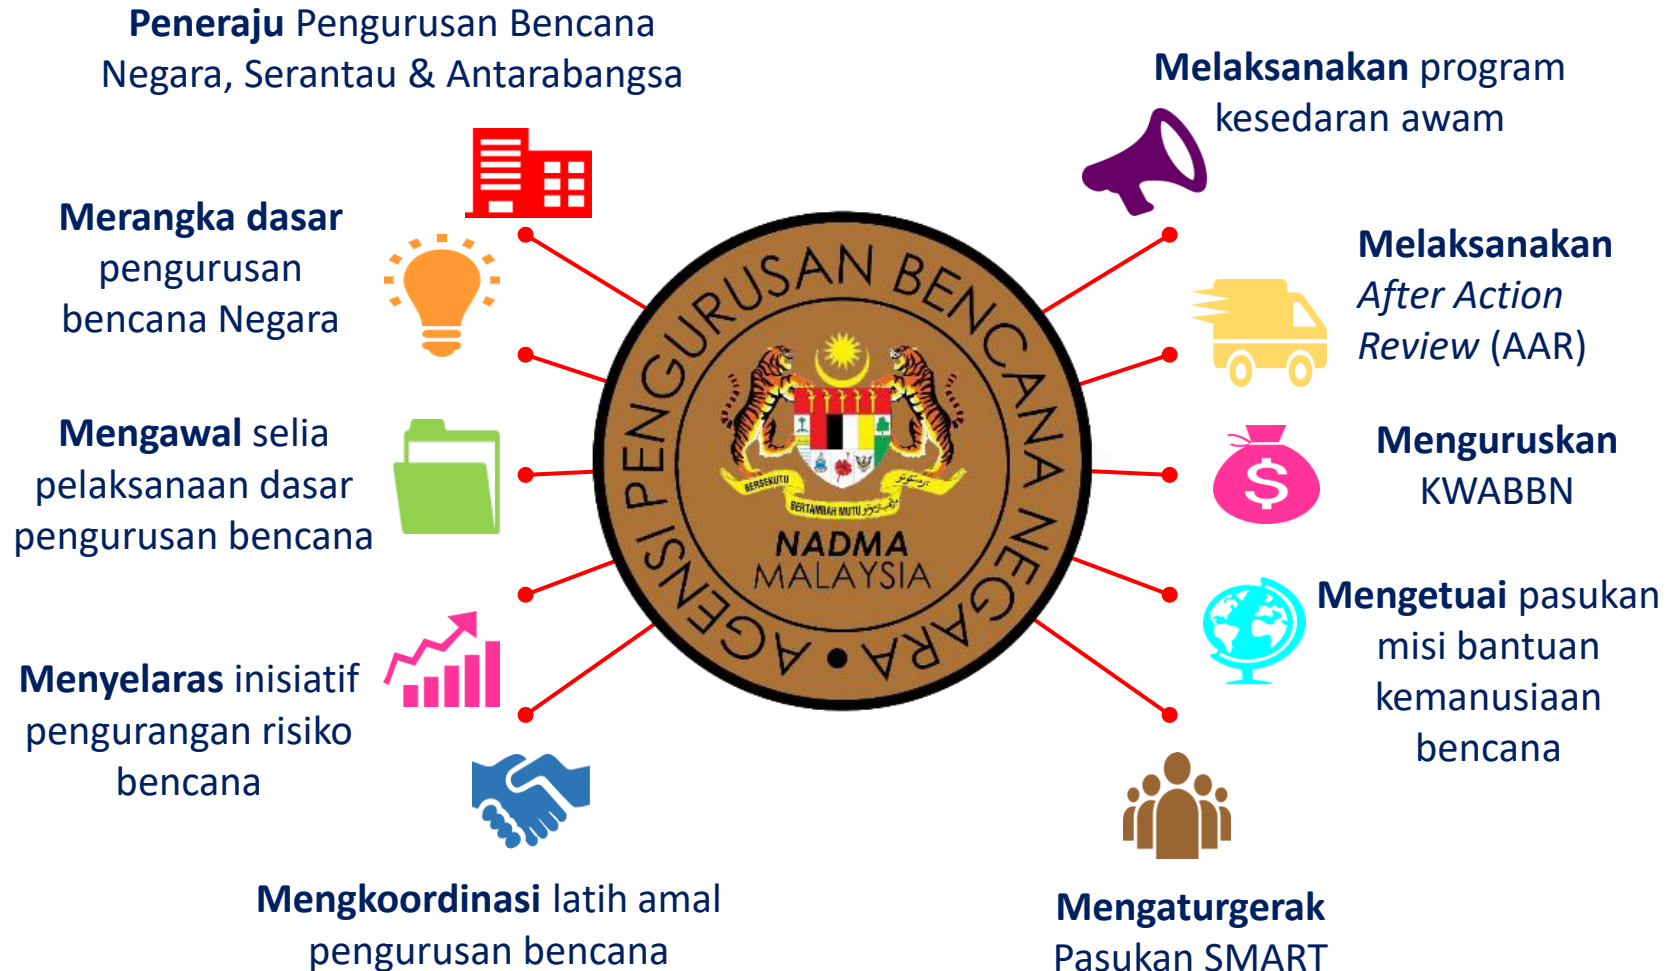 Peneraju Pengurusan Bencana
Negara, Serantau & Antarabangsa
Merangka dasar
pengurusan
bencana Negara
Mengawal selia
pelaksanaan dasar
pengurusan bencana
Menyelaras inisiatif
pengurangan risiko
bencana
Mengkoordinasi latih amal
pengurusan bencana
AGENSI PENGURUSAN BENCANA NEGARA
BERSEKUTU
BERTAMBAH MUTU
NADMA
MALAYSIA
Melaksanakan program
kesedaran awam
Melaksanakan
After Action
Review (AAR)
$
Menguruskan
KWABBN
Mengetuai pasukan
misi bantuan
kemanusiaan
bencana
Mengaturgerak
Pasukan SMART